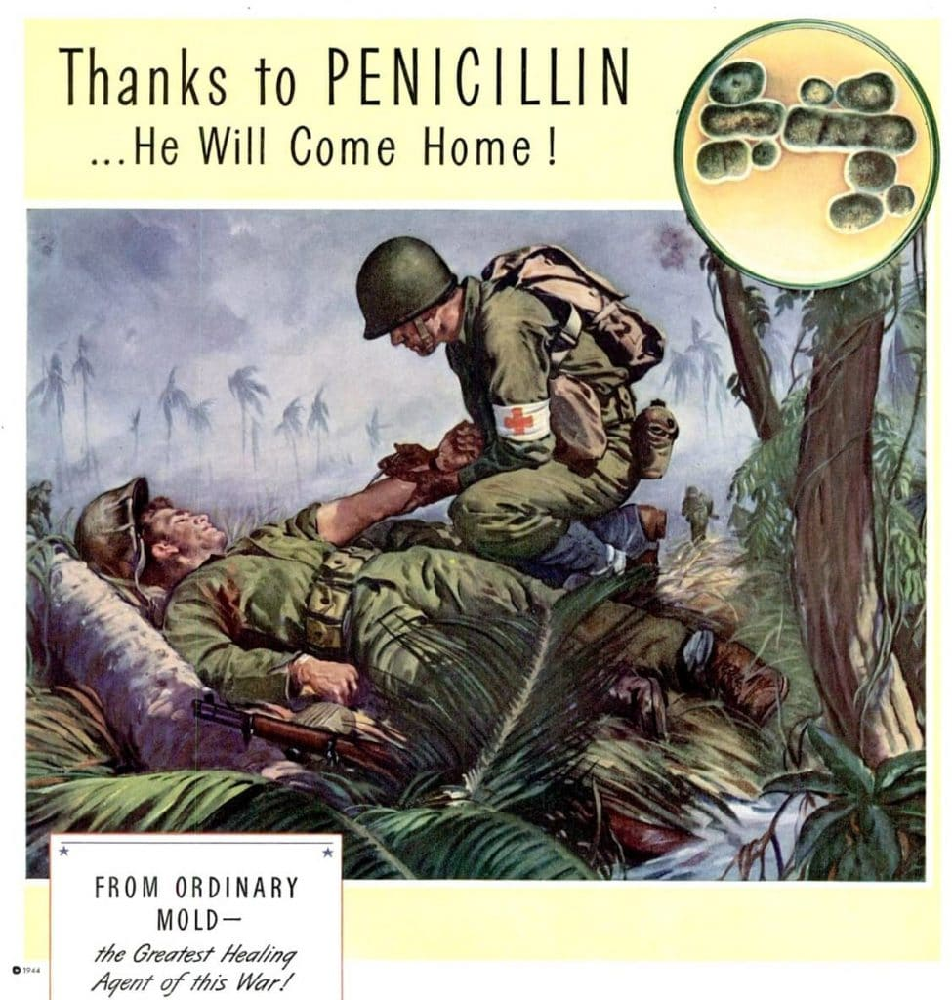 Thanks to PENICILLIN
...He Will Come Home!
FROM ORDINARY
MOLD—
the Greatest Healing
Agent of this War!
1944